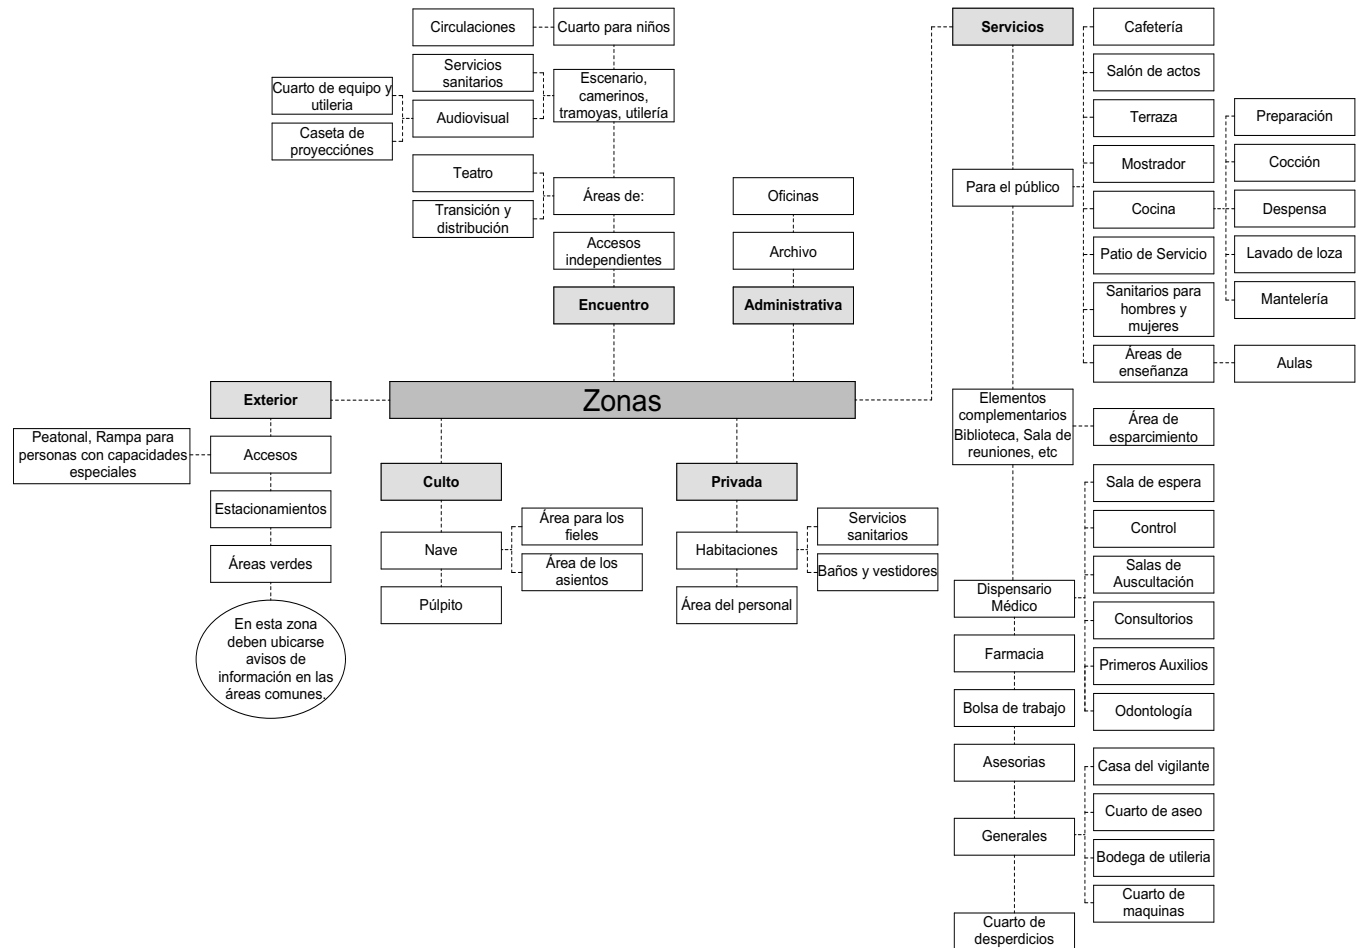 Circulaciones
Cuarto para niños
Servicios
sanitarios
Escenario,
camerinos,
tramoyas, utilería
Cuarto de equipo y
utileria
Audiovisual
Caseta de
proyecciónes
Teatro
Áreas de:
Transición y
distribución
Accesos
independientes
Encuentro
Oficinas
Archivo
Administrativa
Zonas
Exterior
Peatonal, Rampa para
personas con capacidades
especiales
Accesos
Estacionamientos
Áreas verdes
En esta zona
deben ubicarse
avisos de
información en las
áreas comunes.
Culto
Nave
Área para los
fieles
Área de los
asientos
Púlpito
Privada
Habitaciones
Servicios
sanitarios
Baños y vestidores
Área del personal
Servicios
Para el público
Cafetería
Salón de actos
Terraza
Mostrador
Cocina
Patio de Servicio
Sanitarios para
hombres y
mujeres
Áreas de
enseñanza
Preparación
Cocción
Despensa
Lavado de loza
Mantelería
Aulas
Elementos
complementarios
Biblioteca, Sala de
reuniones, etc
Área de
esparcimiento
Dispensario
Médico
Sala de espera
Control
Salas de
Auscultación
Consultorios
Primeros Auxilios
Odontología
Farmacia
Bolsa de trabajo
Asesorias
Generales
Casa del vigilante
Cuarto de aseo
Bodega de utileria
Cuarto de
maquinas
Cuarto de
desperdicios